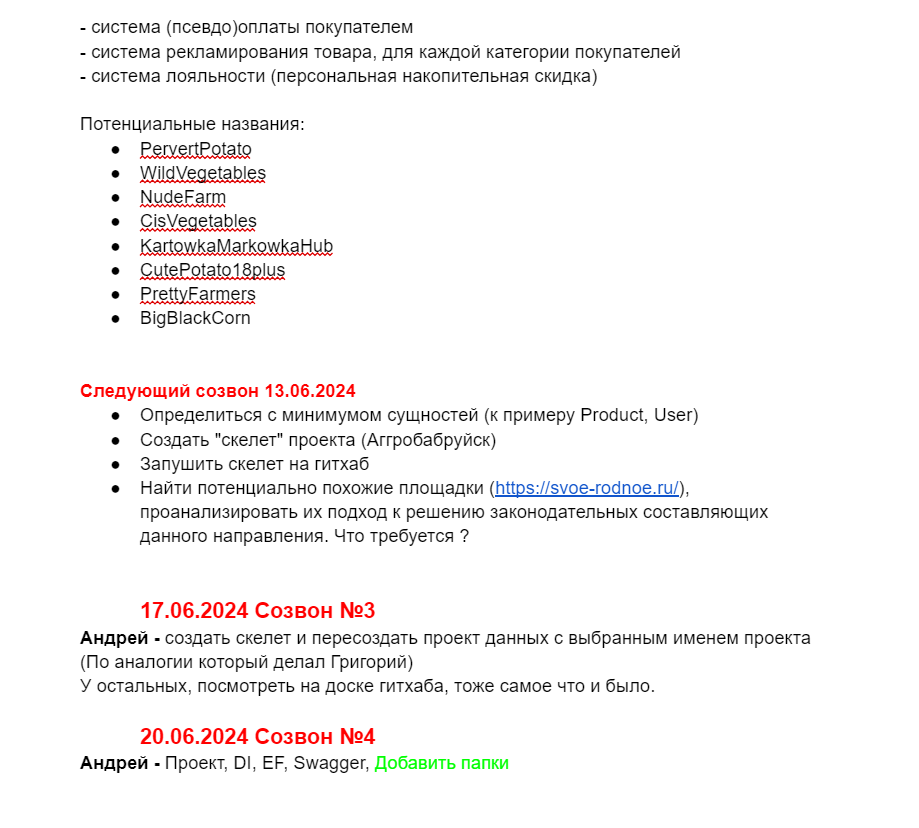 - система (псевдо)оплаты покупателем
- система рекламирования товара, для каждой категории покупателей
- система лояльности (персональная накопительная скидка)
Потенциальные названия:
● PervertPotato
● WildVegetables
● NudeFarm
● CisVegetables
● KartowkaMarkowkaHub
● CutePotato18plus
● PrettyFarmers
● BigBlackCorn
Следующий созвон 13.06.2024
● Определиться с минимумом сущностей (к примеру Product, User)
● Создать "скелет" проекта (Аггробабруйск)
● Запушить скелет на гитхаб
● Найти потенциально похожие площадки (https://svoe-rodnoe.ru/),
проанализировать их подход к решению законодательных составляющих
данного направления. Что требуется ?
17.06.2024 Созвон №3
Андрей - создать скелет и пересоздать проект данных с выбранным именем проекта
(По аналогии который делал Григорий)
У остальных, посмотреть на доске гитхаба, тоже самое что и было.
20.06.2024 Созвон №4
Андрей - Проект, DI, EF, Swagger, Добавить папки